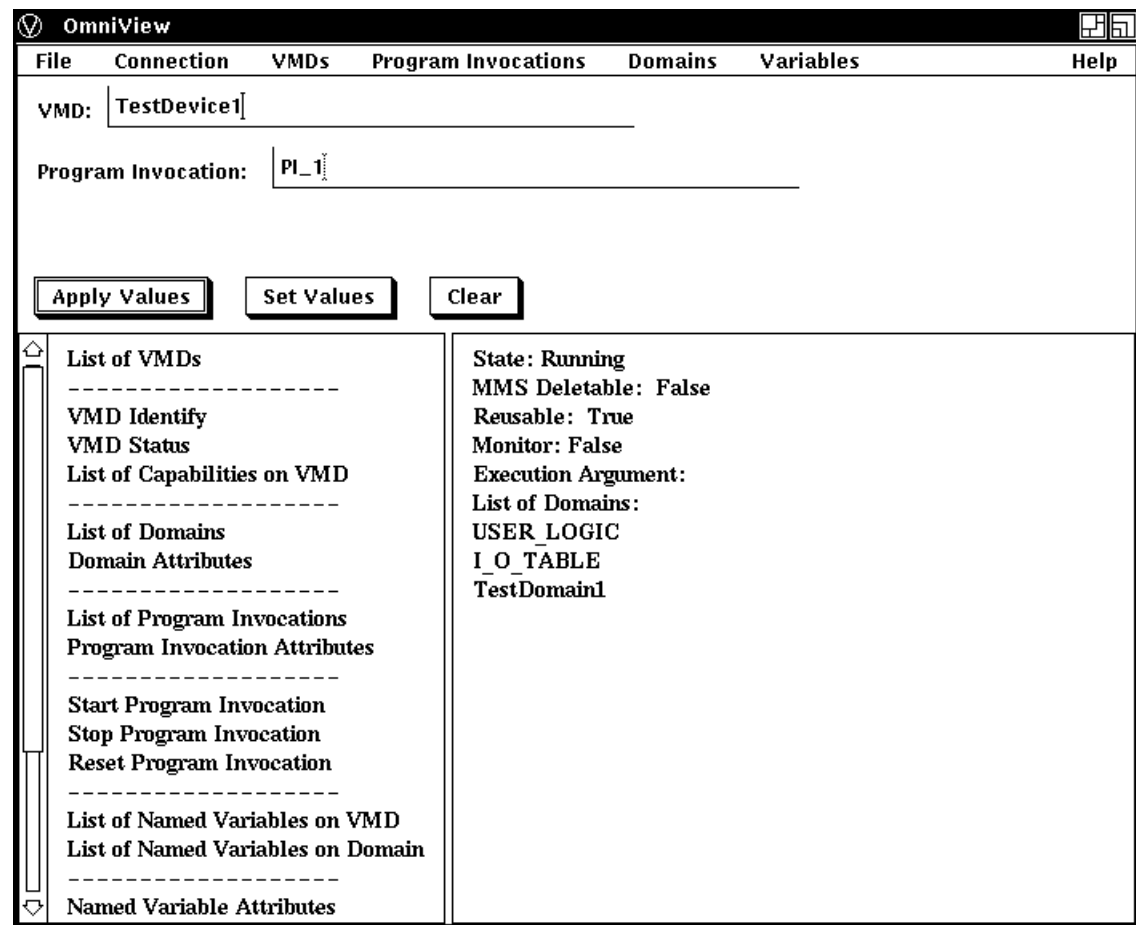 OmniView
File Connection VMDs Program Invocations Domains Variables Help
VMD: TestDevice1
Program Invocation: PI_1
Apply Values Set Values Clear
List of VMDs
-------------------
VMD Identify
VMD Status
List of Capabilities on VMD
-------------------
List of Domains
Domain Attributes
-------------------
List of Program Invocations
Program Invocation Attributes
-------------------
Start Program Invocation
Stop Program Invocation
Reset Program Invocation
-------------------
List of Named Variables on VMD
List of Named Variables on Domain
-------------------
Named Variable Attributes
State: Running
MMS Deletable: False
Reusable: True
Monitor: False
Execution Argument:
List of Domains:
USER_LOGIC
I_O_TABLE
TestDomain1